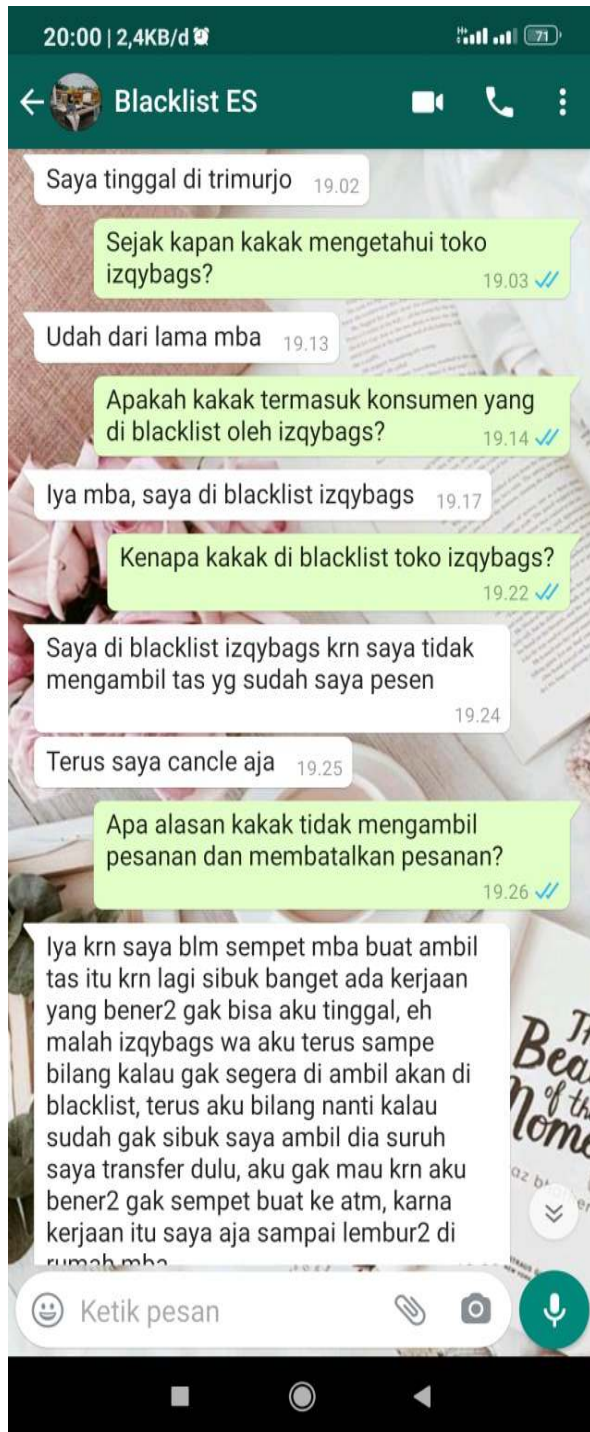 20:00 | 2,4KB/d
71
Blacklist ES
Saya tinggal di trimurjo 19.02
Sejak kapan kakak mengetahui toko
izqybags? 19.03
Udah dari lama mba 19.13
Apakah kakak termasuk konsumen yang
di blacklist oleh izqybags? 19.14
Iya mba, saya di blacklist izqybags 19.17
Kenapa kakak di blacklist toko izqybags?
19.22
Saya di blacklist izqybags krn saya tidak
mengambil tas yg sudah saya pesen
19.24
Terus saya cancle aja 19.25
Apa alasan kakak tidak mengambil
pesanan dan membatalkan pesanan?
19.26
Iya krn saya blm sempet mba buat ambil
tas itu krn lagi sibuk banget ada kerjaan
yang bener2 gak bisa aku tinggal, eh
malah izqybags wa aku terus sampe
bilang kalau gak segera di ambil akan di
blacklist, terus aku bilang nanti kalau
sudah gak sibuk saya ambil dia suruh
saya transfer dulu, aku gak mau krn aku
bener2 gak sempet buat ke atm, karna
kerjaan itu saya aja sampai lembur2 di
rumah mba
of the
Ketik pesan